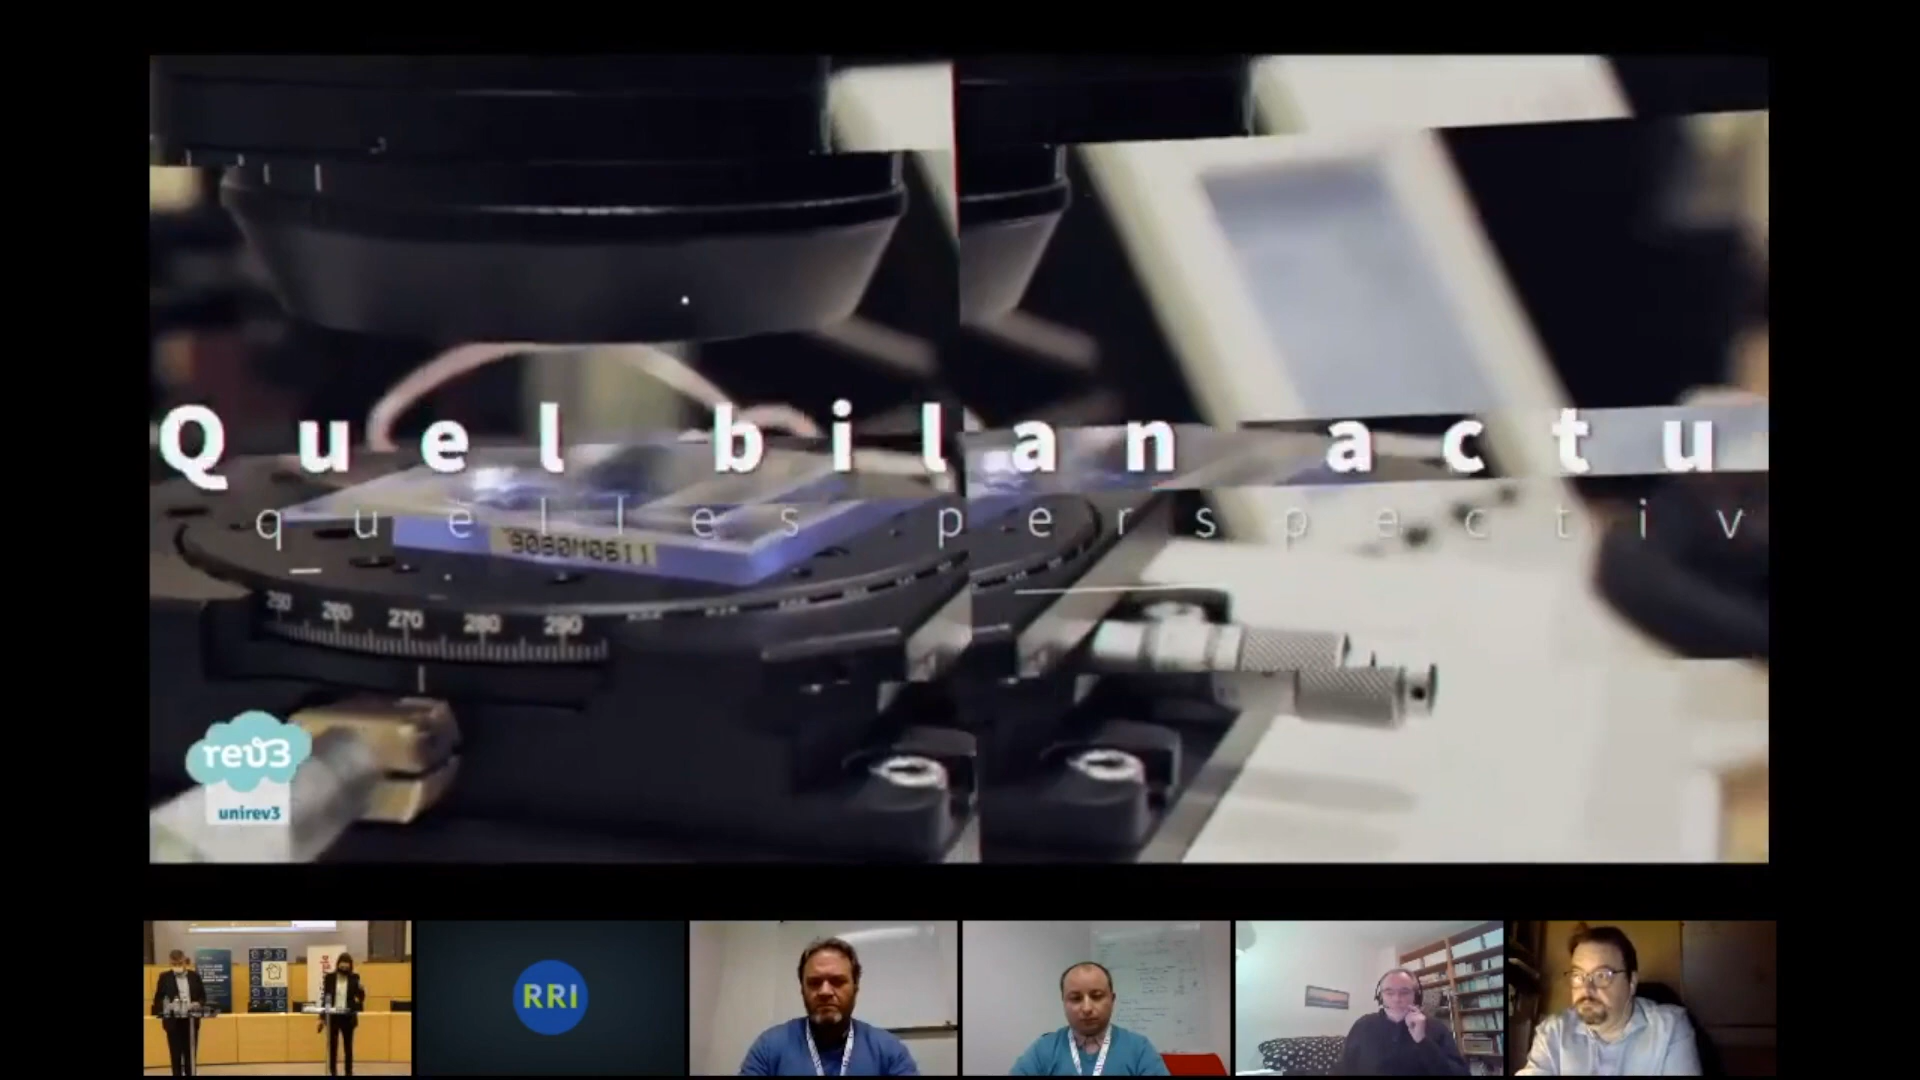 Quel bilan actu
quelles perspectiv
9080M0611
250 260 270 280 290
rev3
unirev3
RRI